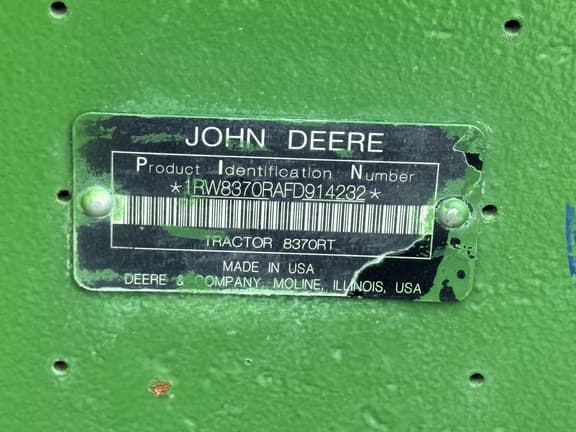 JOHN DEERE
Product Identification Number
*1RW8370RAFD914232*
TRACTOR 8370RT
MADE IN USA
DEERE & COMPANY, MOLINE, ILLINOIS, USA